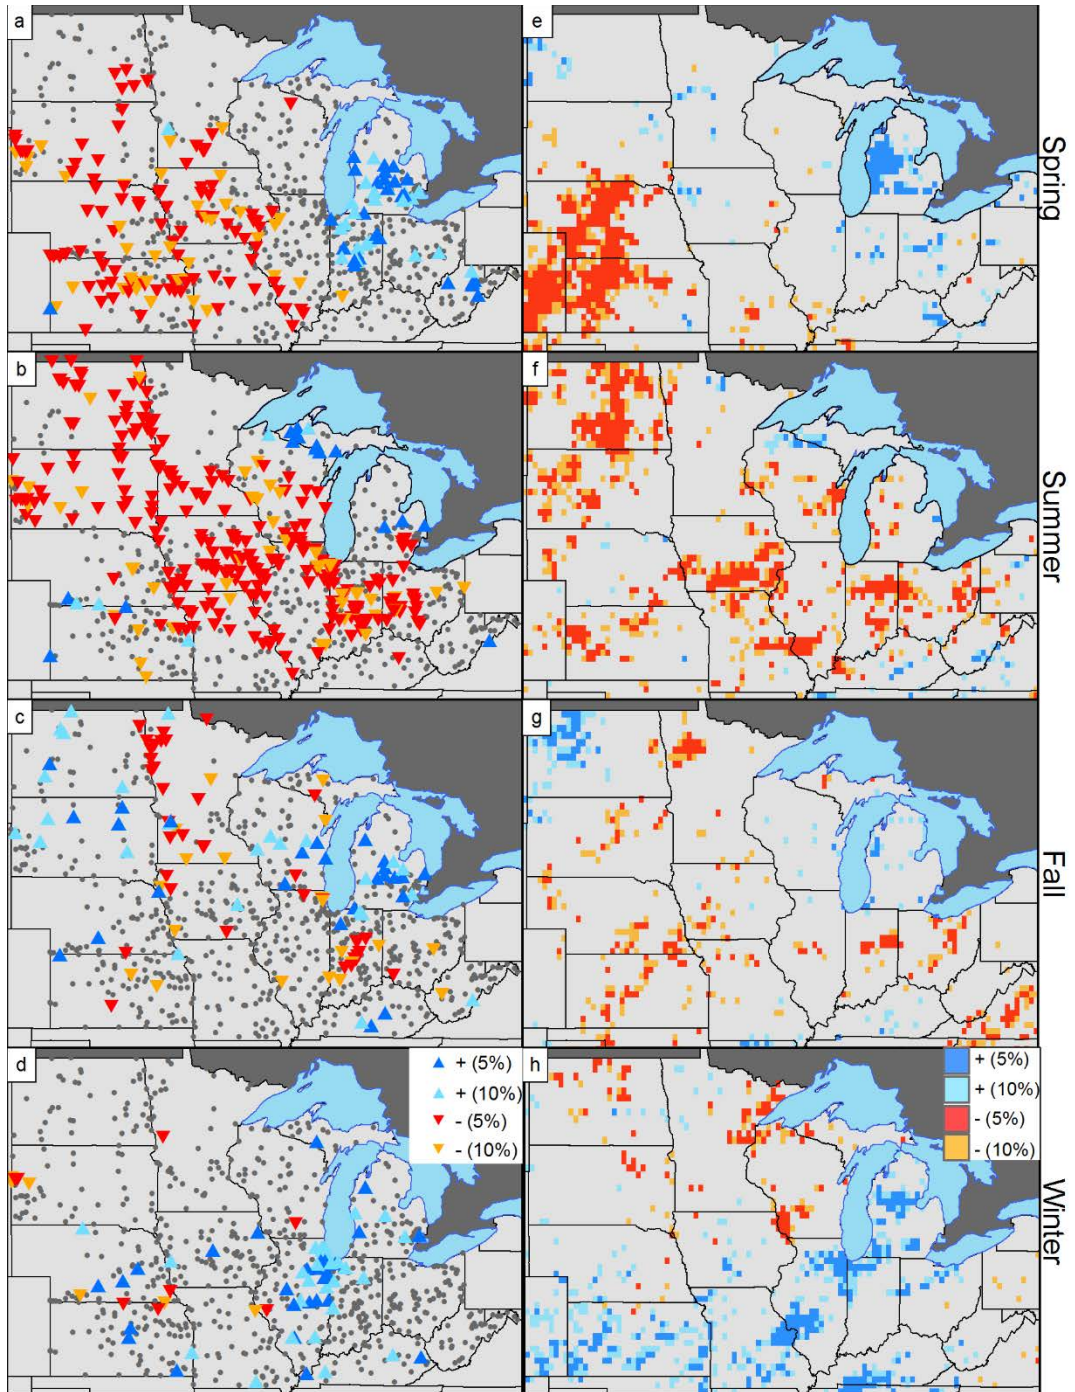 a
e
Spring
b
f
Summer
c
g
Fall
d
+ (5%)
+ (10%)
- (5%)
- (10%)
h
+ (5%)
+ (10%)
- (5%)
- (10%)
Winter